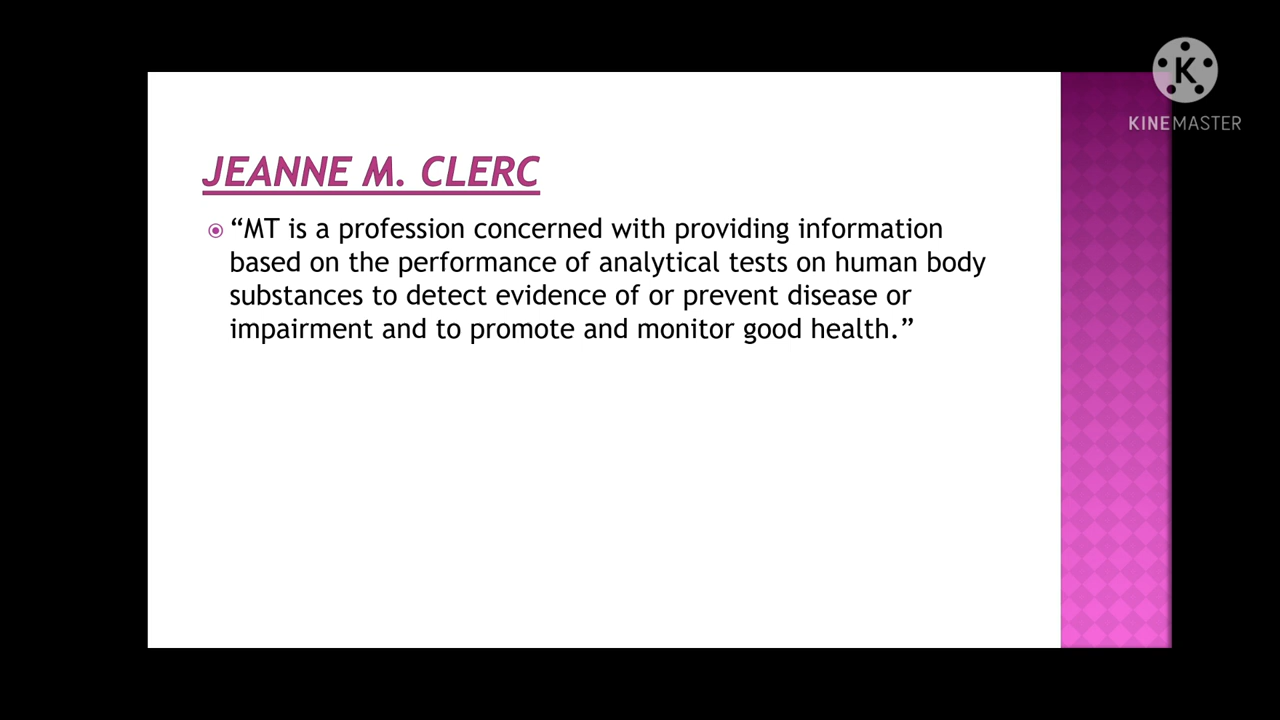 K
KINEMASTER
JEANNE M. CLERC
“MT is a profession concerned with providing information
based on the performance of analytical tests on human body
substances to detect evidence of or prevent disease or
impairment and to promote and monitor good health.”